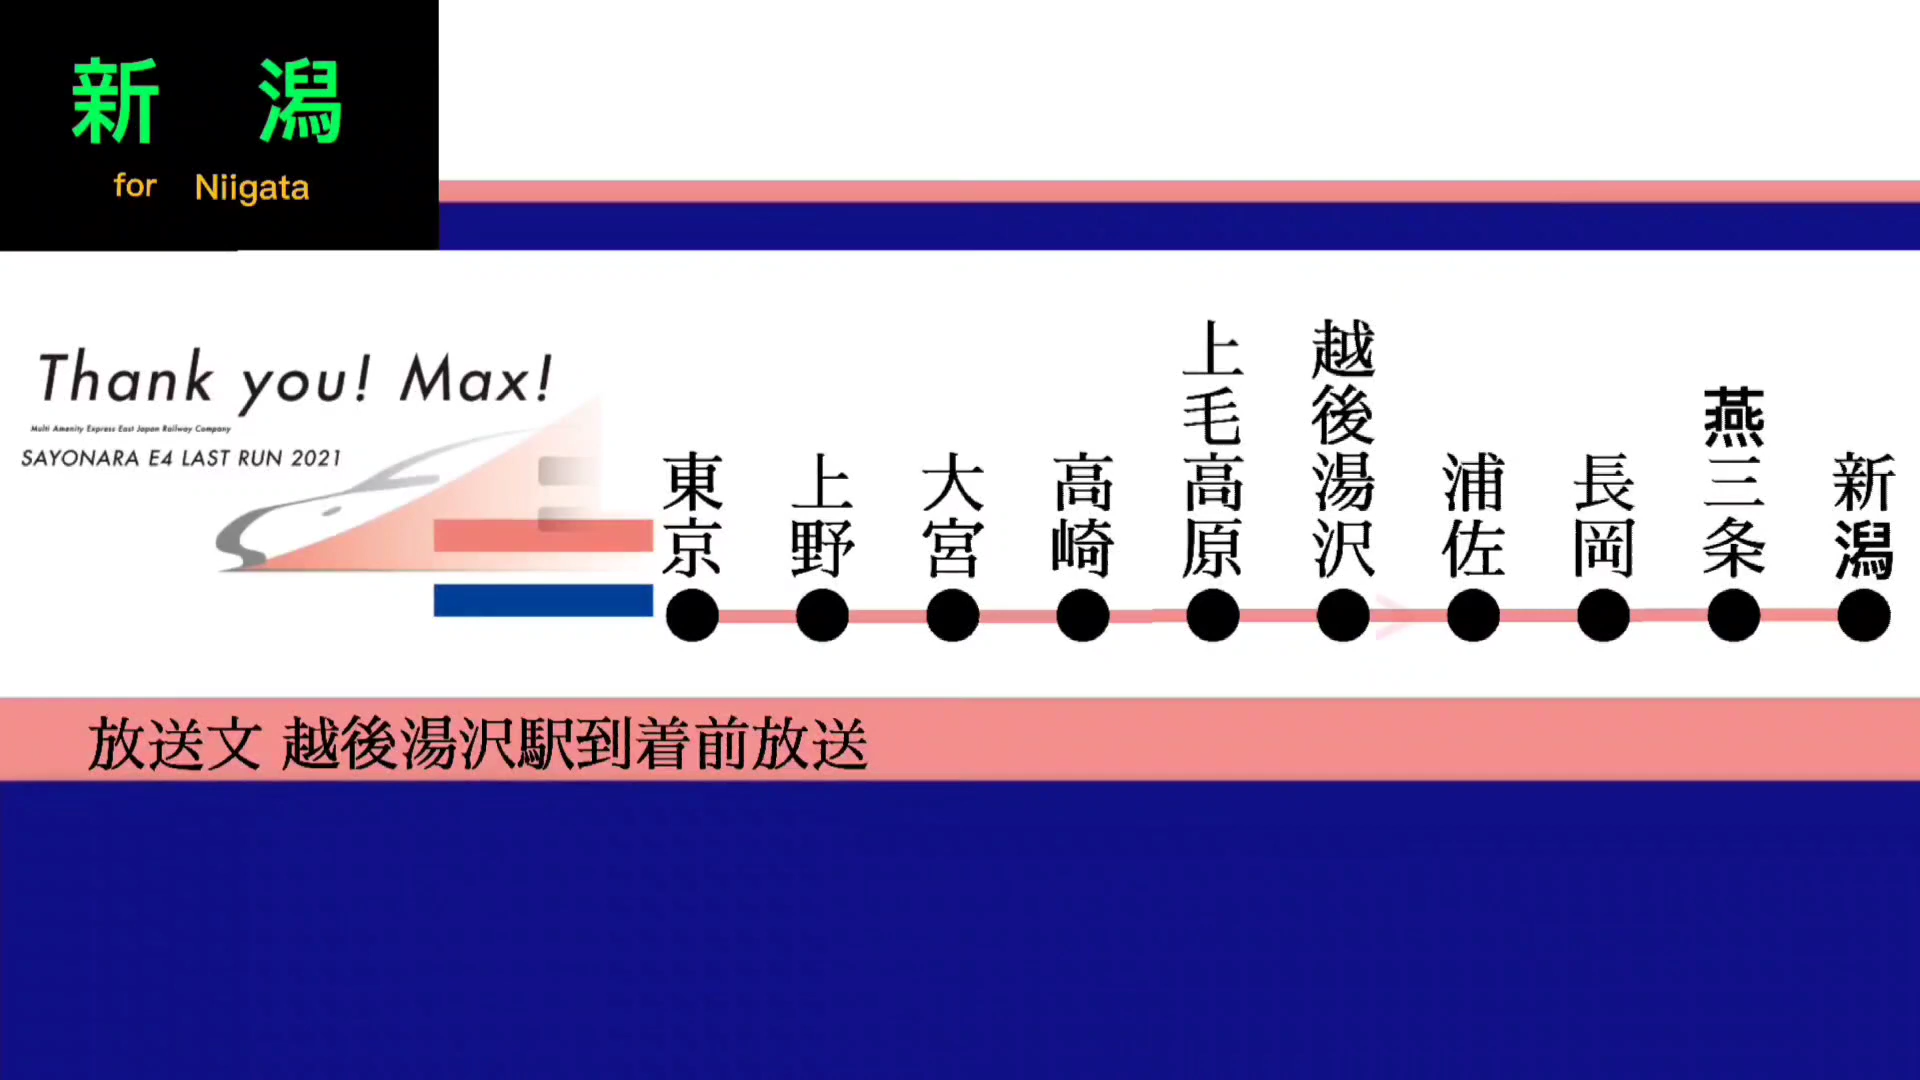 新 潟
for Niigata
Thank you! Max!
Multi Amenity Express East Japan Railway Company
SAYONARA E4 LAST RUN 2021
東京
上野
大宮
高崎
上毛高原
越後湯沢
浦佐
長岡
燕三条
新潟
放送文 越後湯沢駅到着前放送